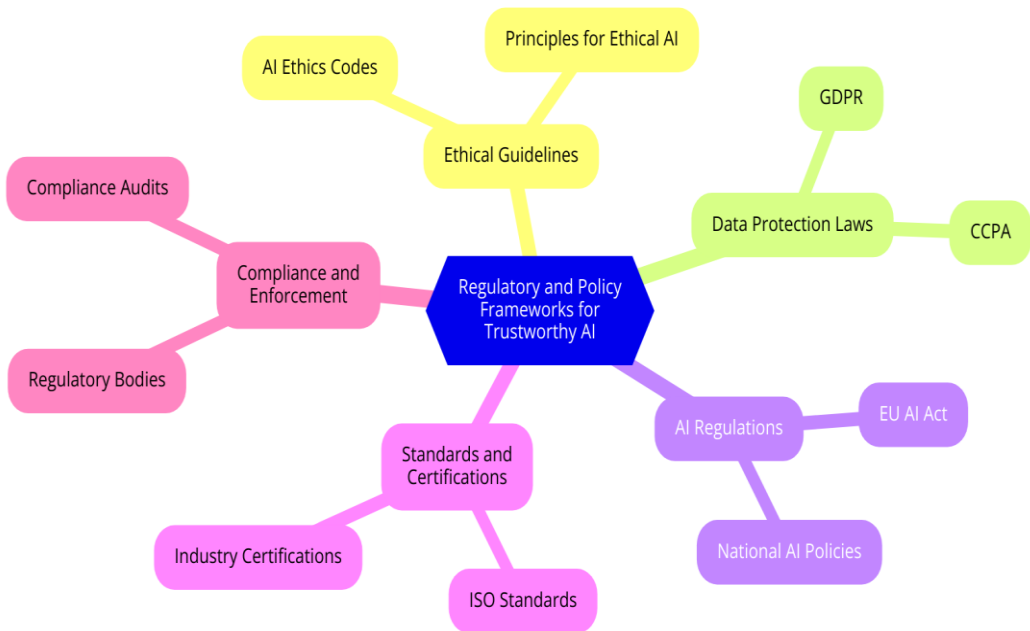 Principles for Ethical AI
AI Ethics Codes
GDPR
Ethical Guidelines
Compliance Audits
Data Protection Laws
CCPA
Compliance and
Enforcement
Regulatory and Policy
Frameworks for
Trustworthy AI
Regulatory Bodies
EU AI Act
AI Regulations
Standards and
Certifications
Industry Certifications
National AI Policies
ISO Standards